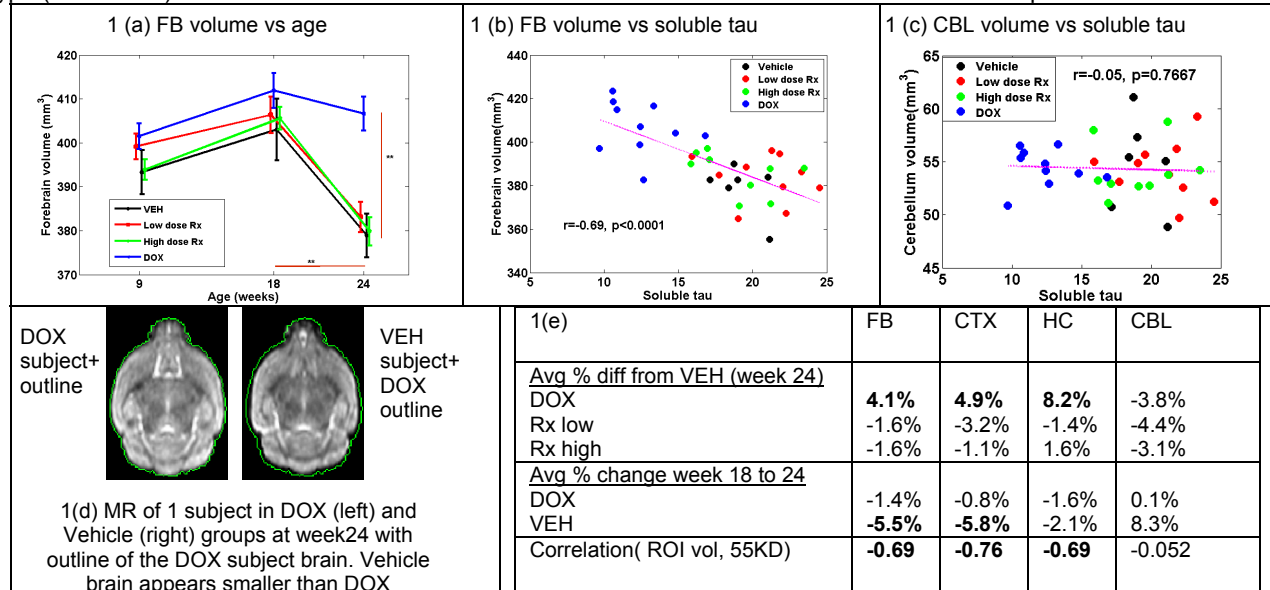 1 (a) FB volume vs age
420
410
400
390
380
370
Forebrain volume (mm³)
VEH
Low dose Rx
High dose Rx
DOX
**
**
9
18
24
Age (weeks)
1 (b) FB volume vs soluble tau
440
420
400
380
360
340
Forebrain volume(mm³)
Vehicle
Low dose Rx
High dose Rx
DOX
r=-0.69, p<0.0001
5
10
15
20
25
Soluble tau
1 (c) CBL volume vs soluble tau
65
60
55
50
45
Cerebellum volume(mm³)
Vehicle
Low dose Rx
High dose Rx
DOX
r=-0.05, p=0.7667
5
10
15
20
25
Soluble tau
DOX
subject+
outline
VEH
subject+
DOX
outline
1(d) MR of 1 subject in DOX (left) and
Vehicle (right) groups at week24 with
outline of the DOX subject brain. Vehicle
brain appears smaller than DOX
1(e) FB CTX HC CBL
Avg % diff from VEH (week 24)
DOX 4.1% 4.9% 8.2% -3.8%
Rx low -1.6% -3.2% -1.4% -4.4%
Rx high -1.6% -1.1% 1.6% -3.1%
Avg % change week 18 to 24
DOX -1.4% -0.8% -1.6% 0.1%
VEH -5.5% -5.8% -2.1% 8.3%
Correlation( ROI vol, 55KD) -0.69 -0.76 -0.69 -0.052